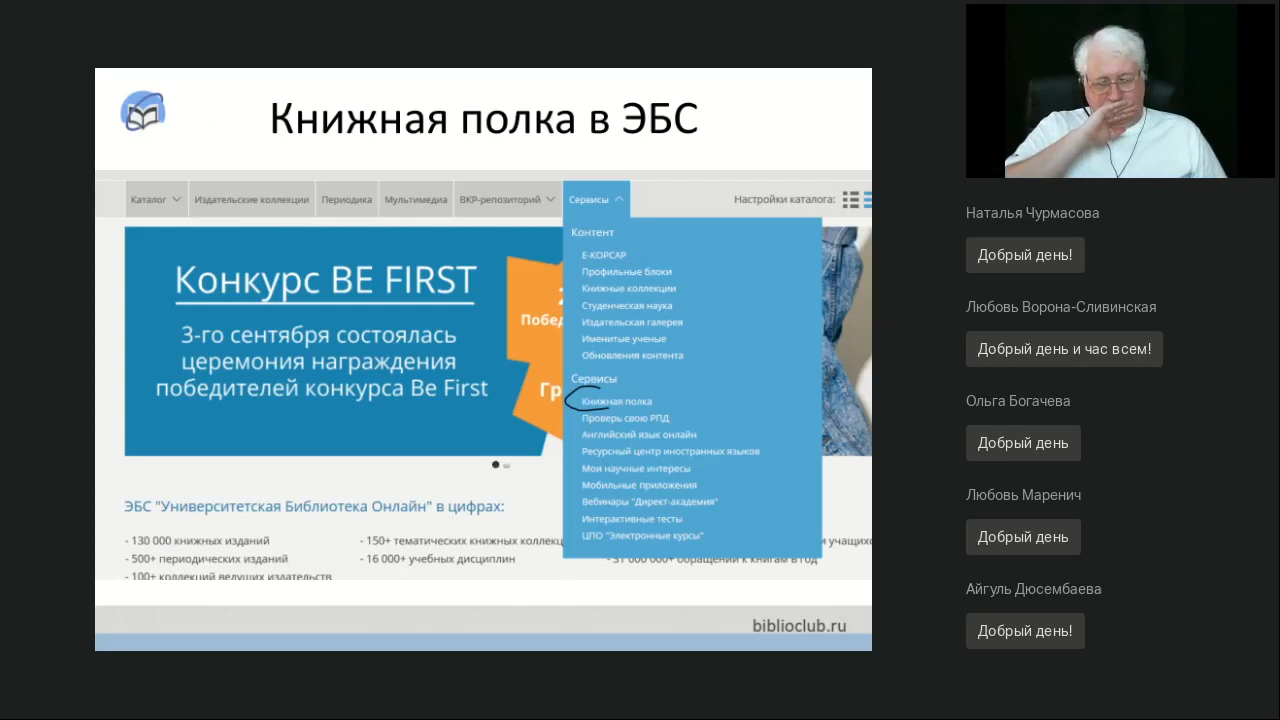 Книжная полка в ЭБС
Каталог
Издательские коллекции
Периодика
Мультимедиа
ВКР-репозиторий
Сервисы
Настройки каталога:
Конкурс BE FIRST
3-го сентября состоялась
церемония награждения
победителей конкурса Be First
Контент
Е-КОРСАР
Профильные блоки
Книжные коллекции
Студенческая наука
Издательская галерея
Именитые ученые
Обновления контента
Сервисы
Книжная полка
Проверь свою РПД
Английский язык онлайн
Ресурсный центр иностранных языков
Мои научные интересы
Мобильные приложения
Вебинары "Директ-академия"
Интерактивные тесты
ЦПО "Электронные курсы"
ЭБС "Университетская Библиотека Онлайн" в цифрах:
- 130 000 книжных изданий
- 500+ периодических изданий
- 100+ коллекций ведущих издательств
- 150+ тематических книжных коллекц
- 16 000+ учебных дисциплин
- 31 000 000+ обращений к книгам в год
biblioclub.ru
Наталья Чурмасова
Добрый день!
Любовь Ворона-Сливинская
Добрый день и час всем!
Ольга Богачева
Добрый день
Любовь Маренич
Добрый день
Айгуль Дюсембаева
Добрый день!